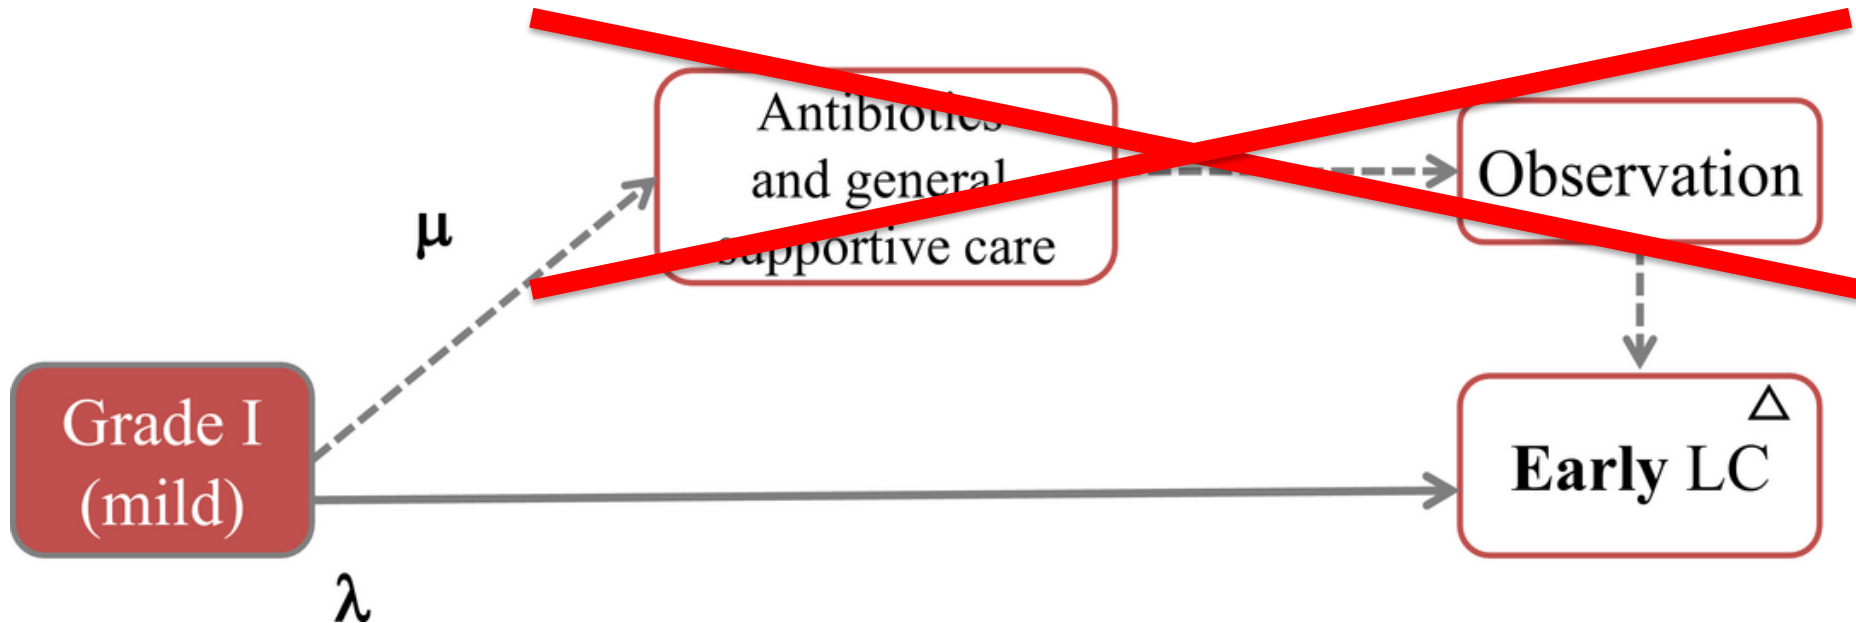 Antibiotics
and general
supportive care
Observation
μ
Grade I
(mild)
Early LC
λ